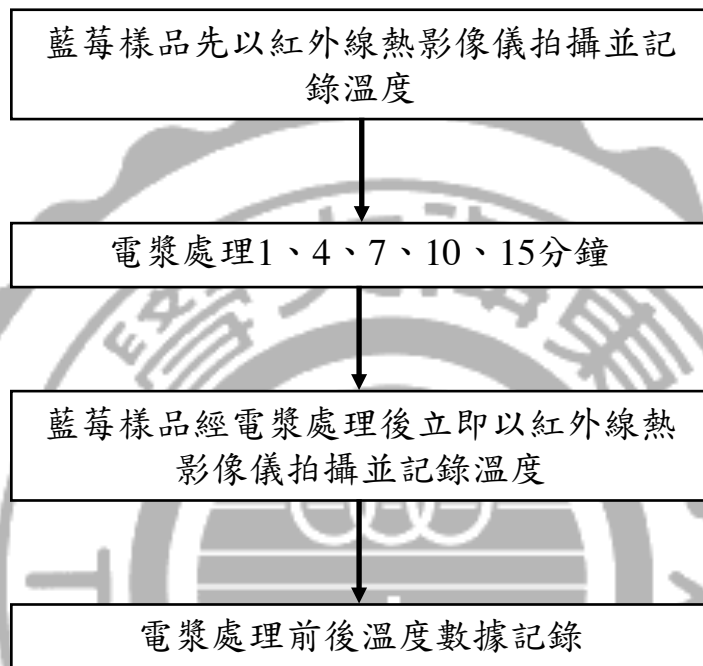 藍莓樣品先以紅外線熱影像儀拍攝並記
錄溫度
電漿處理1、4、7、10、15分鐘
藍莓樣品經電漿處理後立即以紅外線熱
影像儀拍攝並記錄溫度
電漿處理前後溫度數據記錄